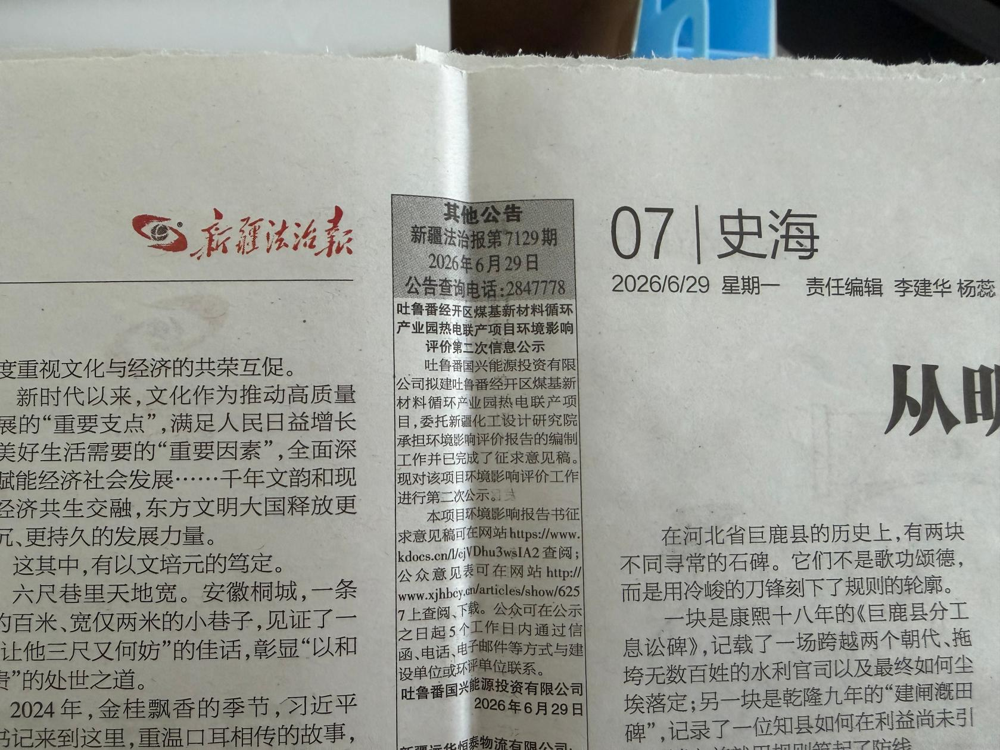 新疆法治报
度重视文化与经济的共荣互促。
新时代以来,文化作为推动高质量
展的“重要支点”,满足人民日益增长
美好生活需要的“重要因素”,全面深
赋能经济社会发展……千年文韵和现
经济共生交融,东方文明大国释放更
沉、更持久的发展力量。
这其中,有以文培元的笃定。
六尺巷里天地宽。安徽桐城,一条
的百米、宽仅两米的小巷子,见证了一
让他三尺又何妨”的佳话,彰显“以和
贵”的处世之道。
2024年,金桂飘香的季节,习近平
书记来到这里,重温口耳相传的故事,
其他公告
新疆法治报第7129期
2026年6月29日
公告查询电话:2847778
吐鲁番经开区煤基新材料循环
产业园热电联产项目环境影响
评价第二次信息公示
吐鲁番国兴能源投资有限
公司拟建吐鲁番经开区煤基新
材料循环产业园热电联产项
目,委托新疆化工设计研究院
承担环境影响评价报告的编制
工作并已完成了征求意见稿。
现对该项目环境影响评价工作
进行第二次公示。
本项目环境影响报告书征
求意见稿可在网站https://www.
kdocs.cn/l/cjVDhu3wsIA2查阅;
公众意见表可在网站http://
www.xjhbcy.cn/articles/show/625
7上查阅、下载。公众可在公示
之日起5个工作日内通过信
函、电话、电子邮件等方式与建
设单位或环评单位联系。
吐鲁番国兴能源投资有限公司
2026年6月29日
新疆运华恒泰物流有限公司:
07|史海
2026/6/29 星期一 责任编辑 李建华 杨蕊
从明
在河北省巨鹿县的历史上,有两块
不同寻常的石碑。它们不是歌功颂德,
而是用冷峻的刀锋刻下了规则的轮廓。
一块是康熙十八年的《巨鹿县分工
息讼碑》,记载了一场跨越两个朝代、拖
垮无数百姓的水利官司以及最终如何尘
埃落定;另一块是乾隆九年的“建闸溉田
碑”,记录了一位知县如何在利益尚未引